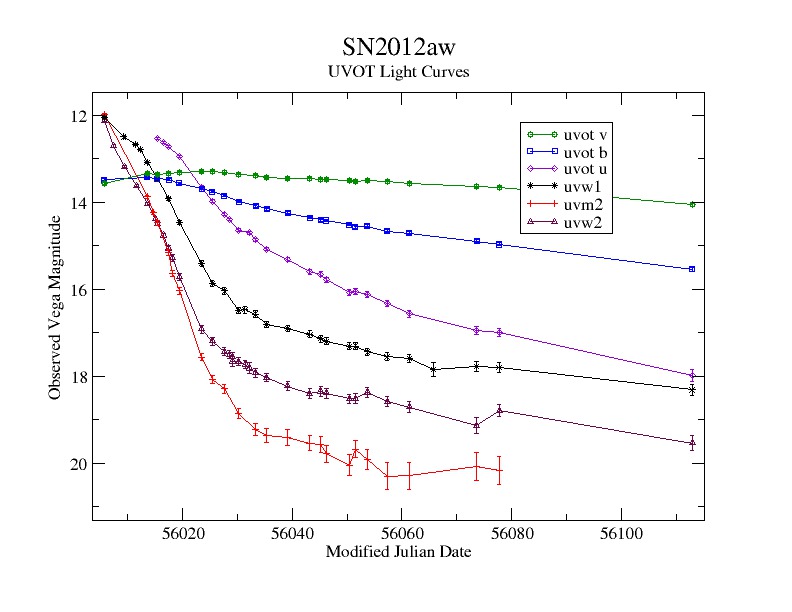 SN2012aw
UVOT Light Curves
Observed Vega Magnitude
12
14
16
18
20
uvot v
uvot b
uvot u
uvw1
uvm2
uvw2
56020 56040 56060 56080 56100
Modified Julian Date